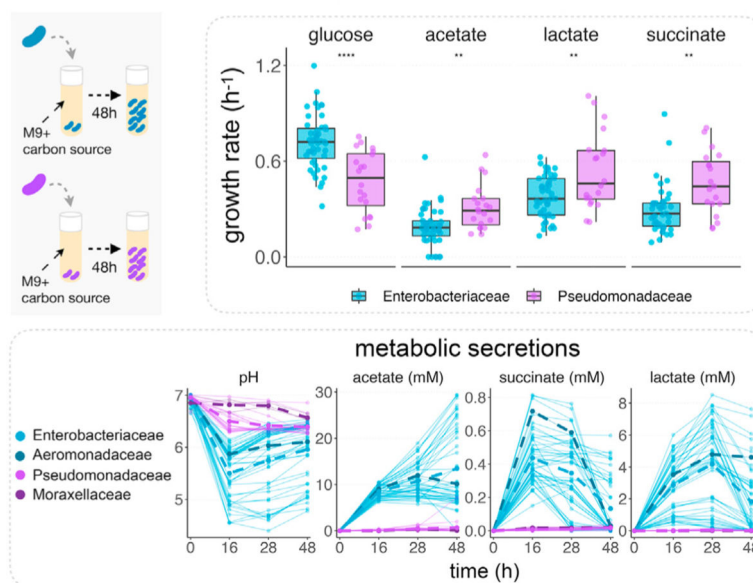 48h
M9+
carbon source
48h
M9+
carbon source
glucose acetate lactate succinate
**** ** ** **
growth rate (h-1)
1.2
0.6
0.0
Enterobacteriaceae Pseudomonadaceae
metabolic secretions
pH acetate (mM) succinate (mM) lactate (mM)
Enterobacteriaceae
Aeromonadaceae
Pseudomonadaceae
Moraxellaceae
7
6
5
30
20
10
0
0.8
0.6
0.4
0.2
0.0
8
6
4
2
0
0 16 28 48 0 16 28 48 0 16 28 48 0 16 28 48
time (h)